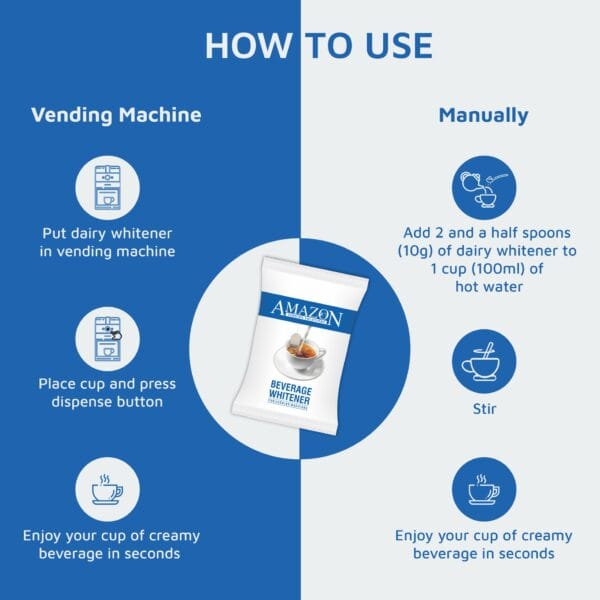 HOW TO USE
Vending Machine
Put dairy whitener
in vending machine
Place cup and press
dispense button
Enjoy your cup of creamy
beverage in seconds
AMAZON
BEVERAGE
WHITENER
Manually
Add 2 and a half spoons
(10g) of dairy whitener to
1 cup (100ml) of
hot water
Stir
Enjoy your cup of creamy
beverage in seconds